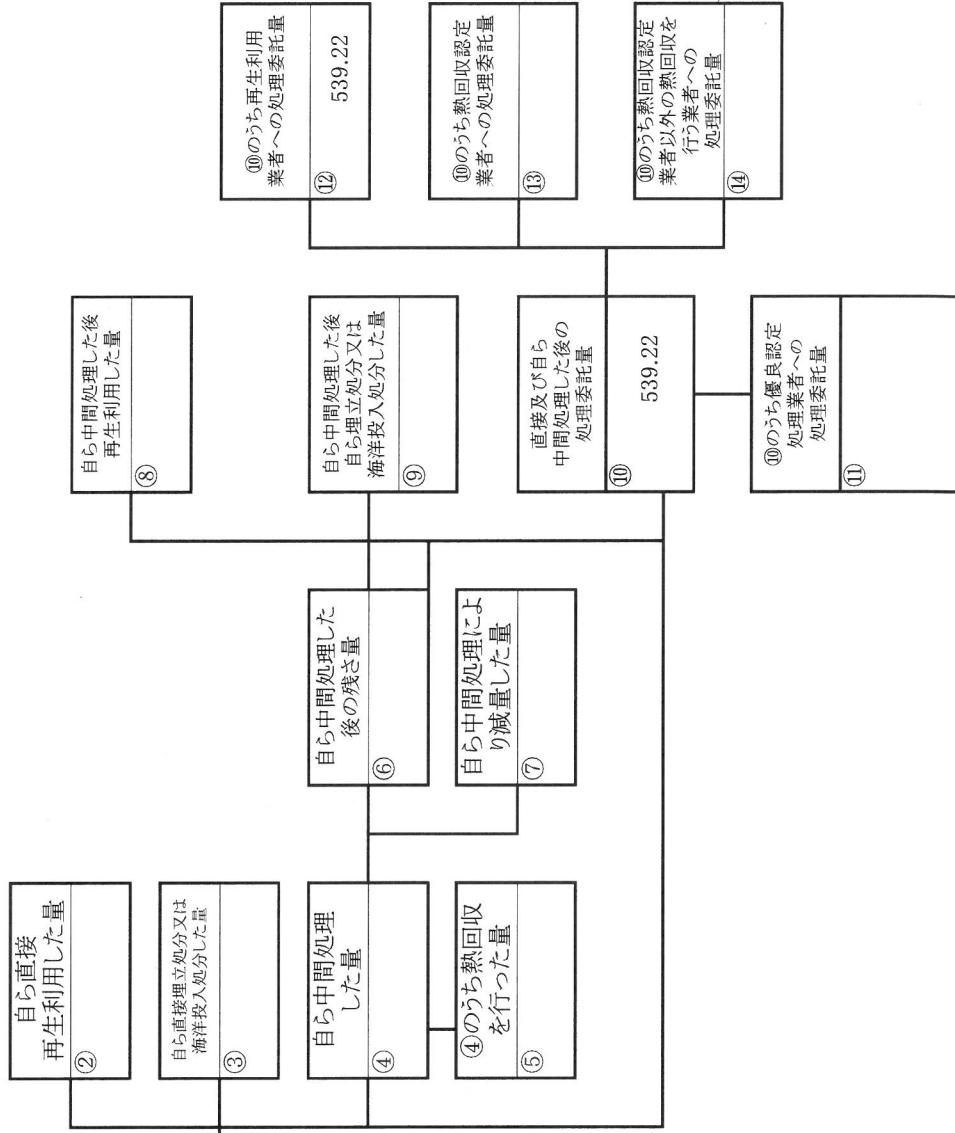 自ら直接
再生利用した量
②
自ら直接埋立処分又は
海洋投入処分した量
③
自ら中間処理
した量
④
④のうち熱回収
を行った量
⑤
自ら中間処理した
後の残さ量
⑥
自ら中間処理によ
り減量した量
⑦
自ら中間処理した後
再生利用した量
⑧
自ら中間処理した後
自ら埋立処分又は
海洋投入処分した量
⑨
直接及び自ら
中間処理した後の
処理委託量
⑩
539.22
⑩のうち優良認定
処理業者への
処理委託量
⑪
⑩のうち再生利用
業者への処理委託量
⑫
539.22
⑩のうち熱回収認定
業者への処理委託量
⑬
⑩のうち熱回収認定
業者以外の熱回収を
行う業者への
処理委託量
⑭